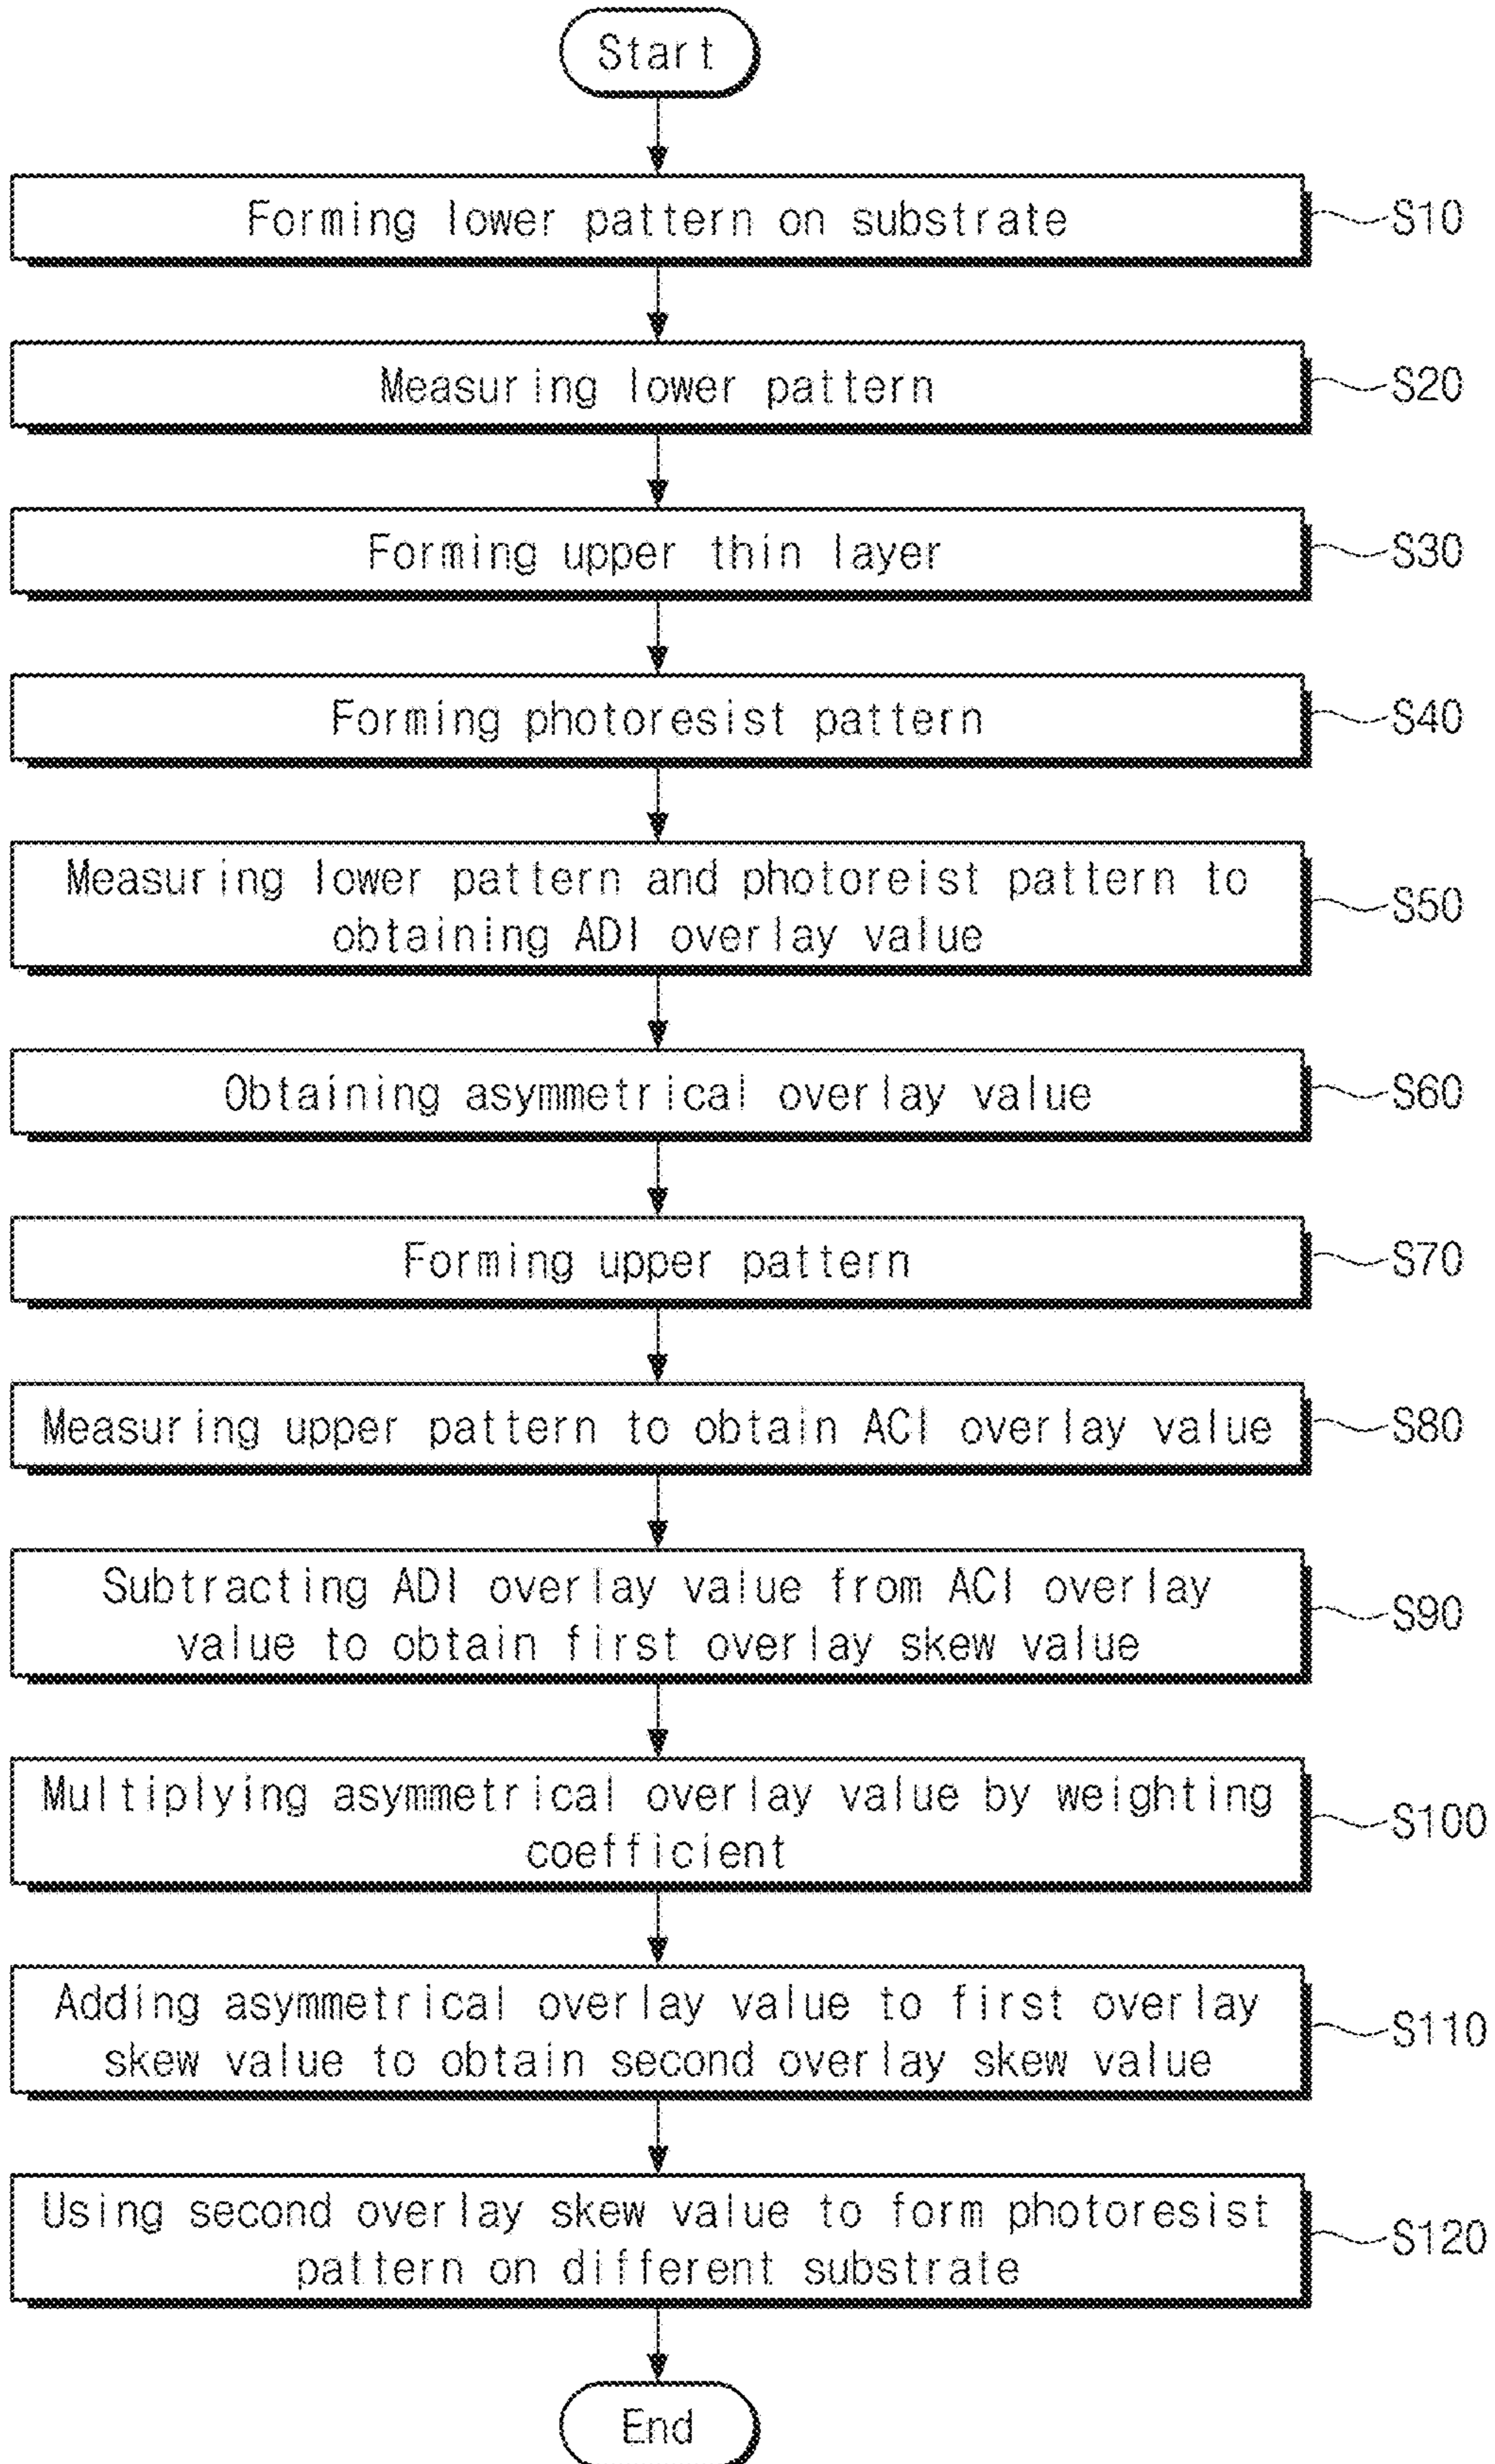 Start
Forming lower pattern on substrate
S10
Measuring lower pattern
S20
Forming upper thin layer
S30
Forming photoresist pattern
S40
Measuring lower pattern and photoreist pattern to
obtaining ADI overlay value
S50
Obtaining asymmetrical overlay value
S60
Forming upper pattern
S70
Measuring upper pattern to obtain ACI overlay value
S80
Subtracting ADI overlay value from ACI overlay
value to obtain first overlay skew value
S90
Multiplying asymmetrical overlay value by weighting
coefficient
S100
Adding asymmetrical overlay value to first overlay
skew value to obtain second overlay skew value
S110
Using second overlay skew value to form photoresist
pattern on different substrate
S120
End